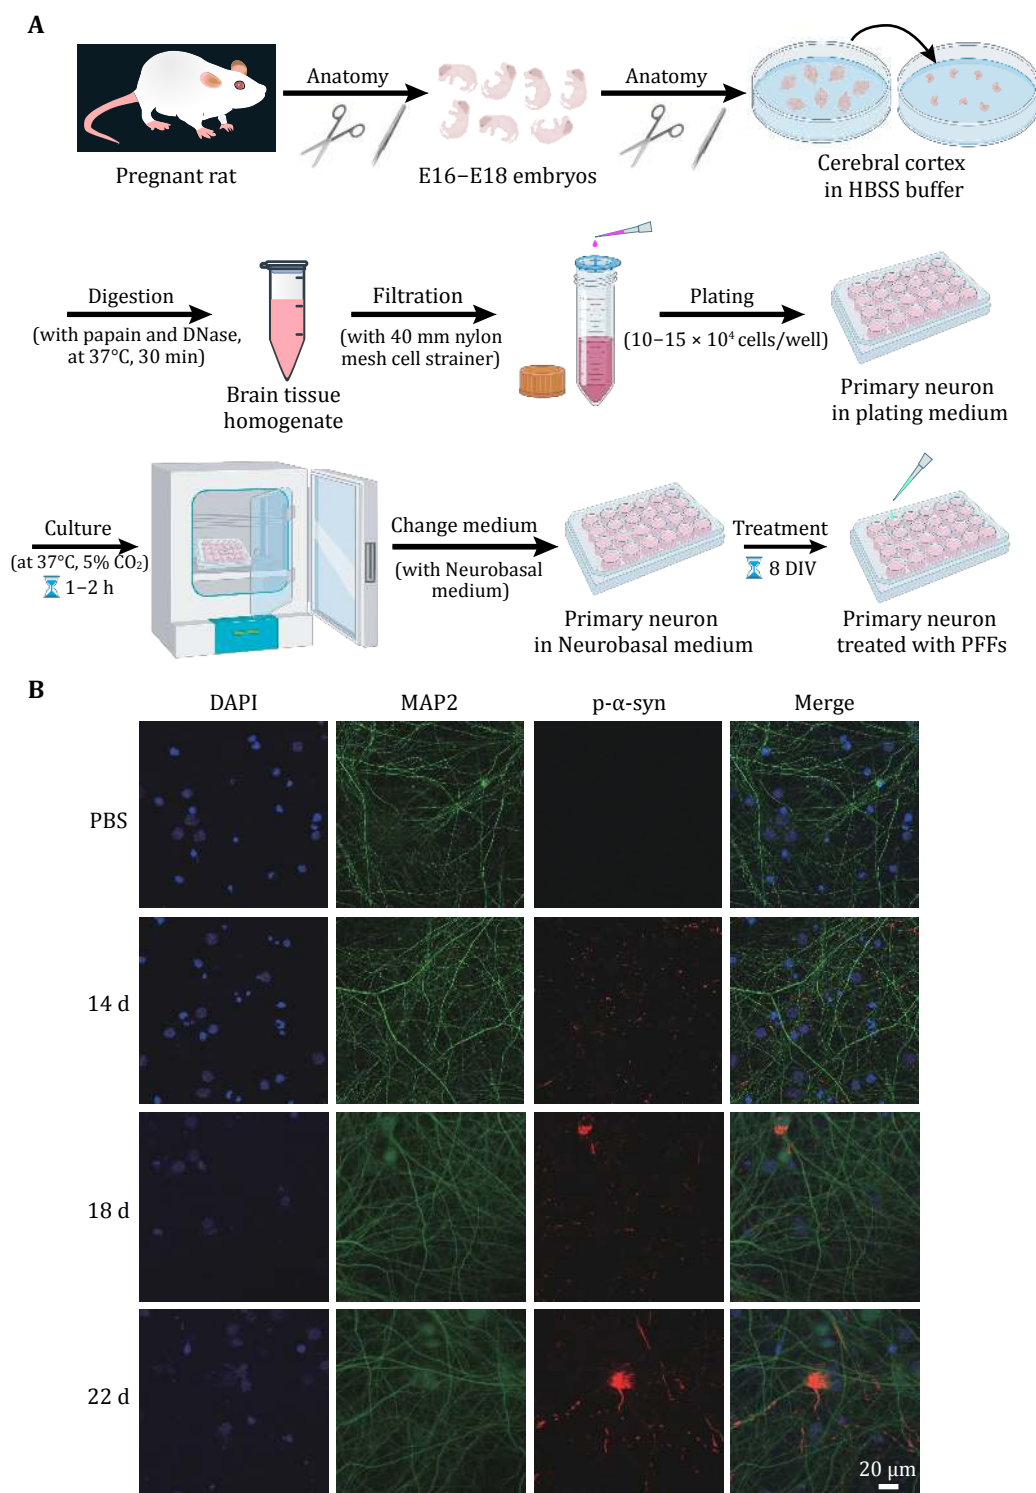 A
Anatomy
Anatomy
Pregnant rat
E16–E18 embryos
Cerebral cortex
in HBSS buffer
Digestion
(with papain and DNase,
at 37°C, 30 min)
Brain tissue
homogenate
Filtration
(with 40 mm nylon
mesh cell strainer)
Plating
(10–15 × 10⁴ cells/well)
Primary neuron
in plating medium
Culture
(at 37°C, 5% CO₂)
1–2 h
Change medium
(with Neurobasal
medium)
Primary neuron
in Neurobasal medium
Treatment
8 DIV
Primary neuron
treated with PFFs
B
DAPI MAP2 p-α-syn Merge
PBS
14 d
18 d
22 d
20 μm